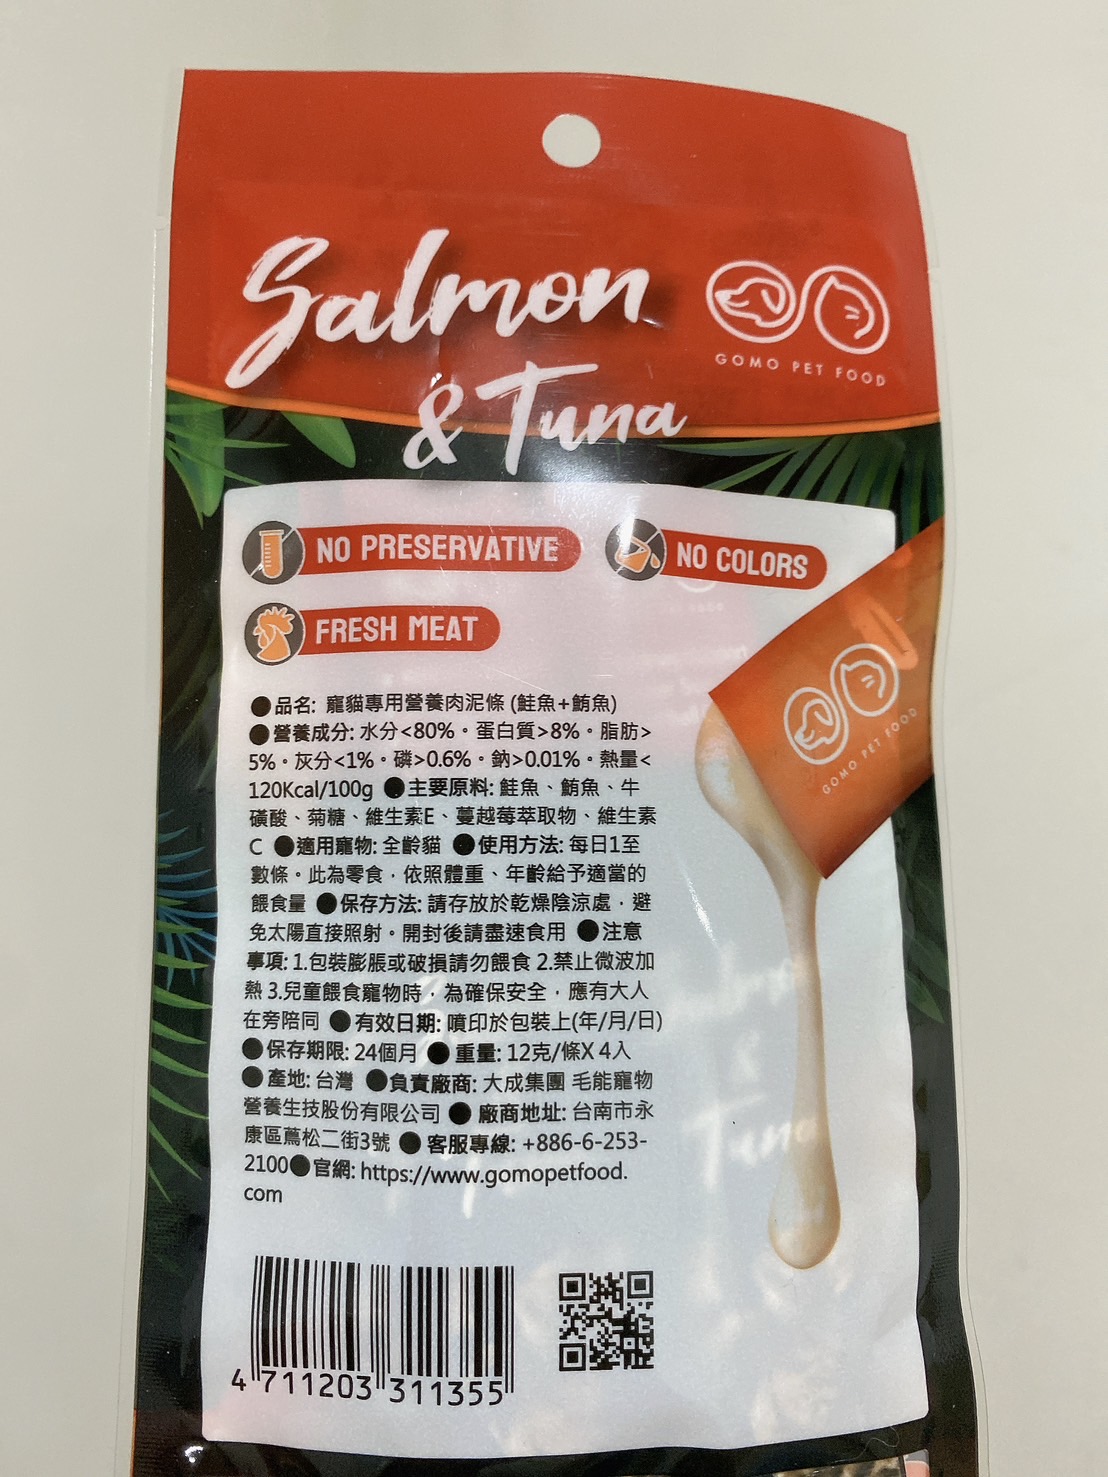 Salmon
& Tuna
GOMO PET FOOD
NO PRESERVATIVE
NO COLORS
FRESH MEAT
GOMO PET FOOD
●品名: 寵貓專用營養肉泥條 (鮭魚+鮪魚)
●營養成分: 水分<80%。蛋白質>8%。脂肪>
5%。灰分<1%。磷>0.6%。鈉>0.01%。熱量<
120Kcal/100g ●主要原料: 鮭魚、鮪魚、牛
磺酸、菊糖、維生素E、蔓越莓萃取物、維生素
C ●適用寵物: 全齡貓 ●使用方法: 每日1至
數條。此為零食，依照體重、年齡給予適當的
餵食量 ●保存方法: 請存放於乾燥陰涼處，避
免太陽直接照射。開封後請盡速食用 ●注意
事項: 1.包裝膨脹或破損請勿餵食 2.禁止微波加
熱 3.兒童餵食寵物時，為確保安全，應有大人
在旁陪同 ●有效日期: 噴印於包裝上(年/月/日)
●保存期限: 24個月 ●重量: 12克/條X 4入
●產地: 台灣 ●負責廠商: 大成集團 毛能寵物
營養生技股份有限公司 ● 廠商地址: 台南市永
康區蔦松二街3號 ● 客服專線: +886-6-253-
2100●官網: https://www.gomopetfood.
com
4 711203 311355